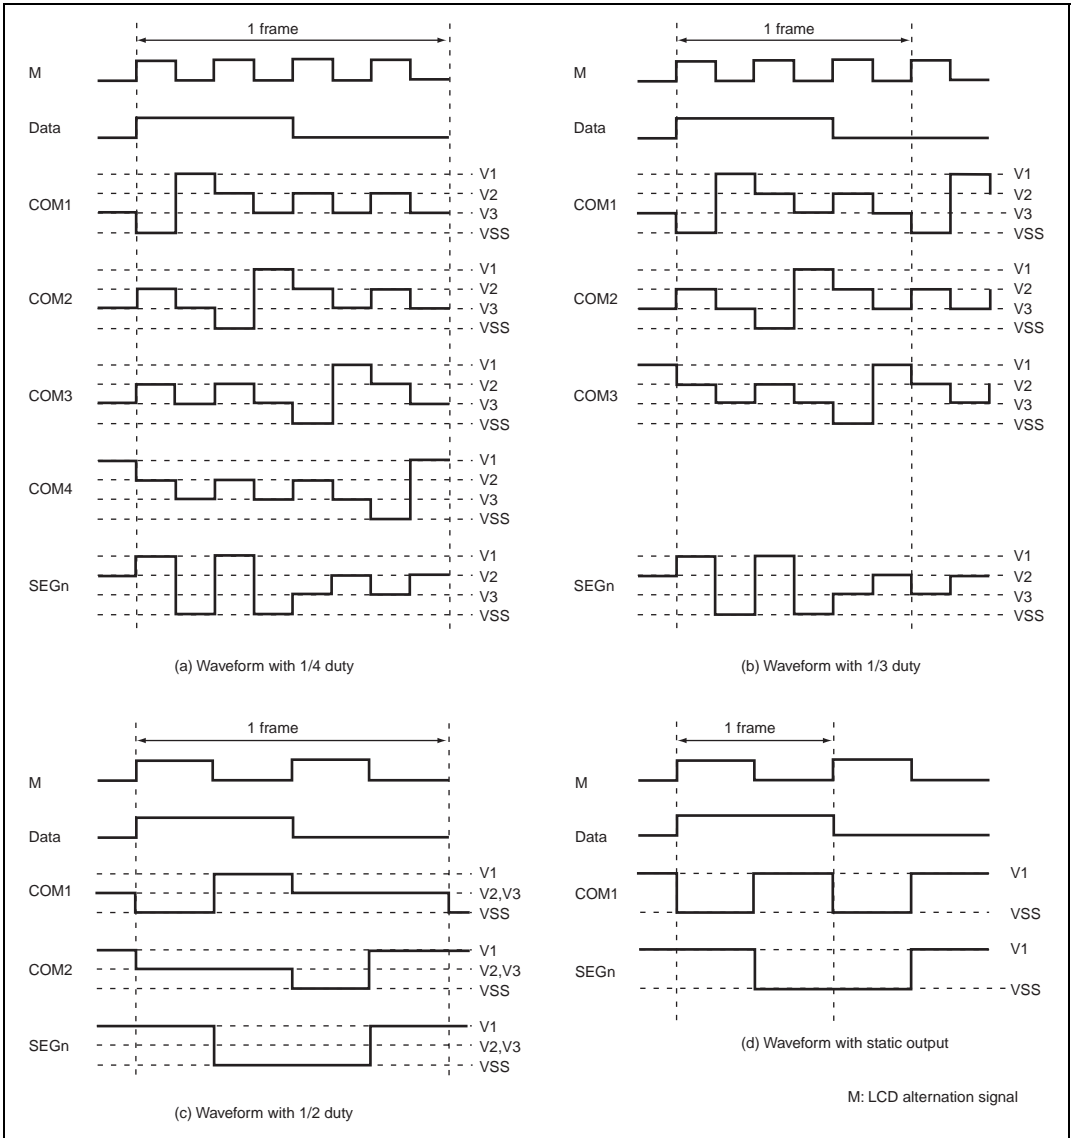 1 frame
M
Data
COM1
V1
V2
V3
VSS
COM2
V1
V2
V3
VSS
COM3
V1
V2
V3
VSS
COM4
V1
V2
V3
VSS
SEGn
V1
V2
V3
VSS
(a) Waveform with 1/4 duty
1 frame
M
Data
COM1
V1
V2
V3
VSS
COM2
V1
V2
V3
VSS
COM3
V1
V2
V3
VSS
SEGn
V1
V2
V3
VSS
(b) Waveform with 1/3 duty
1 frame
M
Data
COM1
V1
V2,V3
VSS
COM2
V1
V2,V3
VSS
SEGn
V1
V2,V3
VSS
(c) Waveform with 1/2 duty
1 frame
M
Data
COM1
V1
VSS
SEGn
V1
VSS
(d) Waveform with static output
M: LCD alternation signal